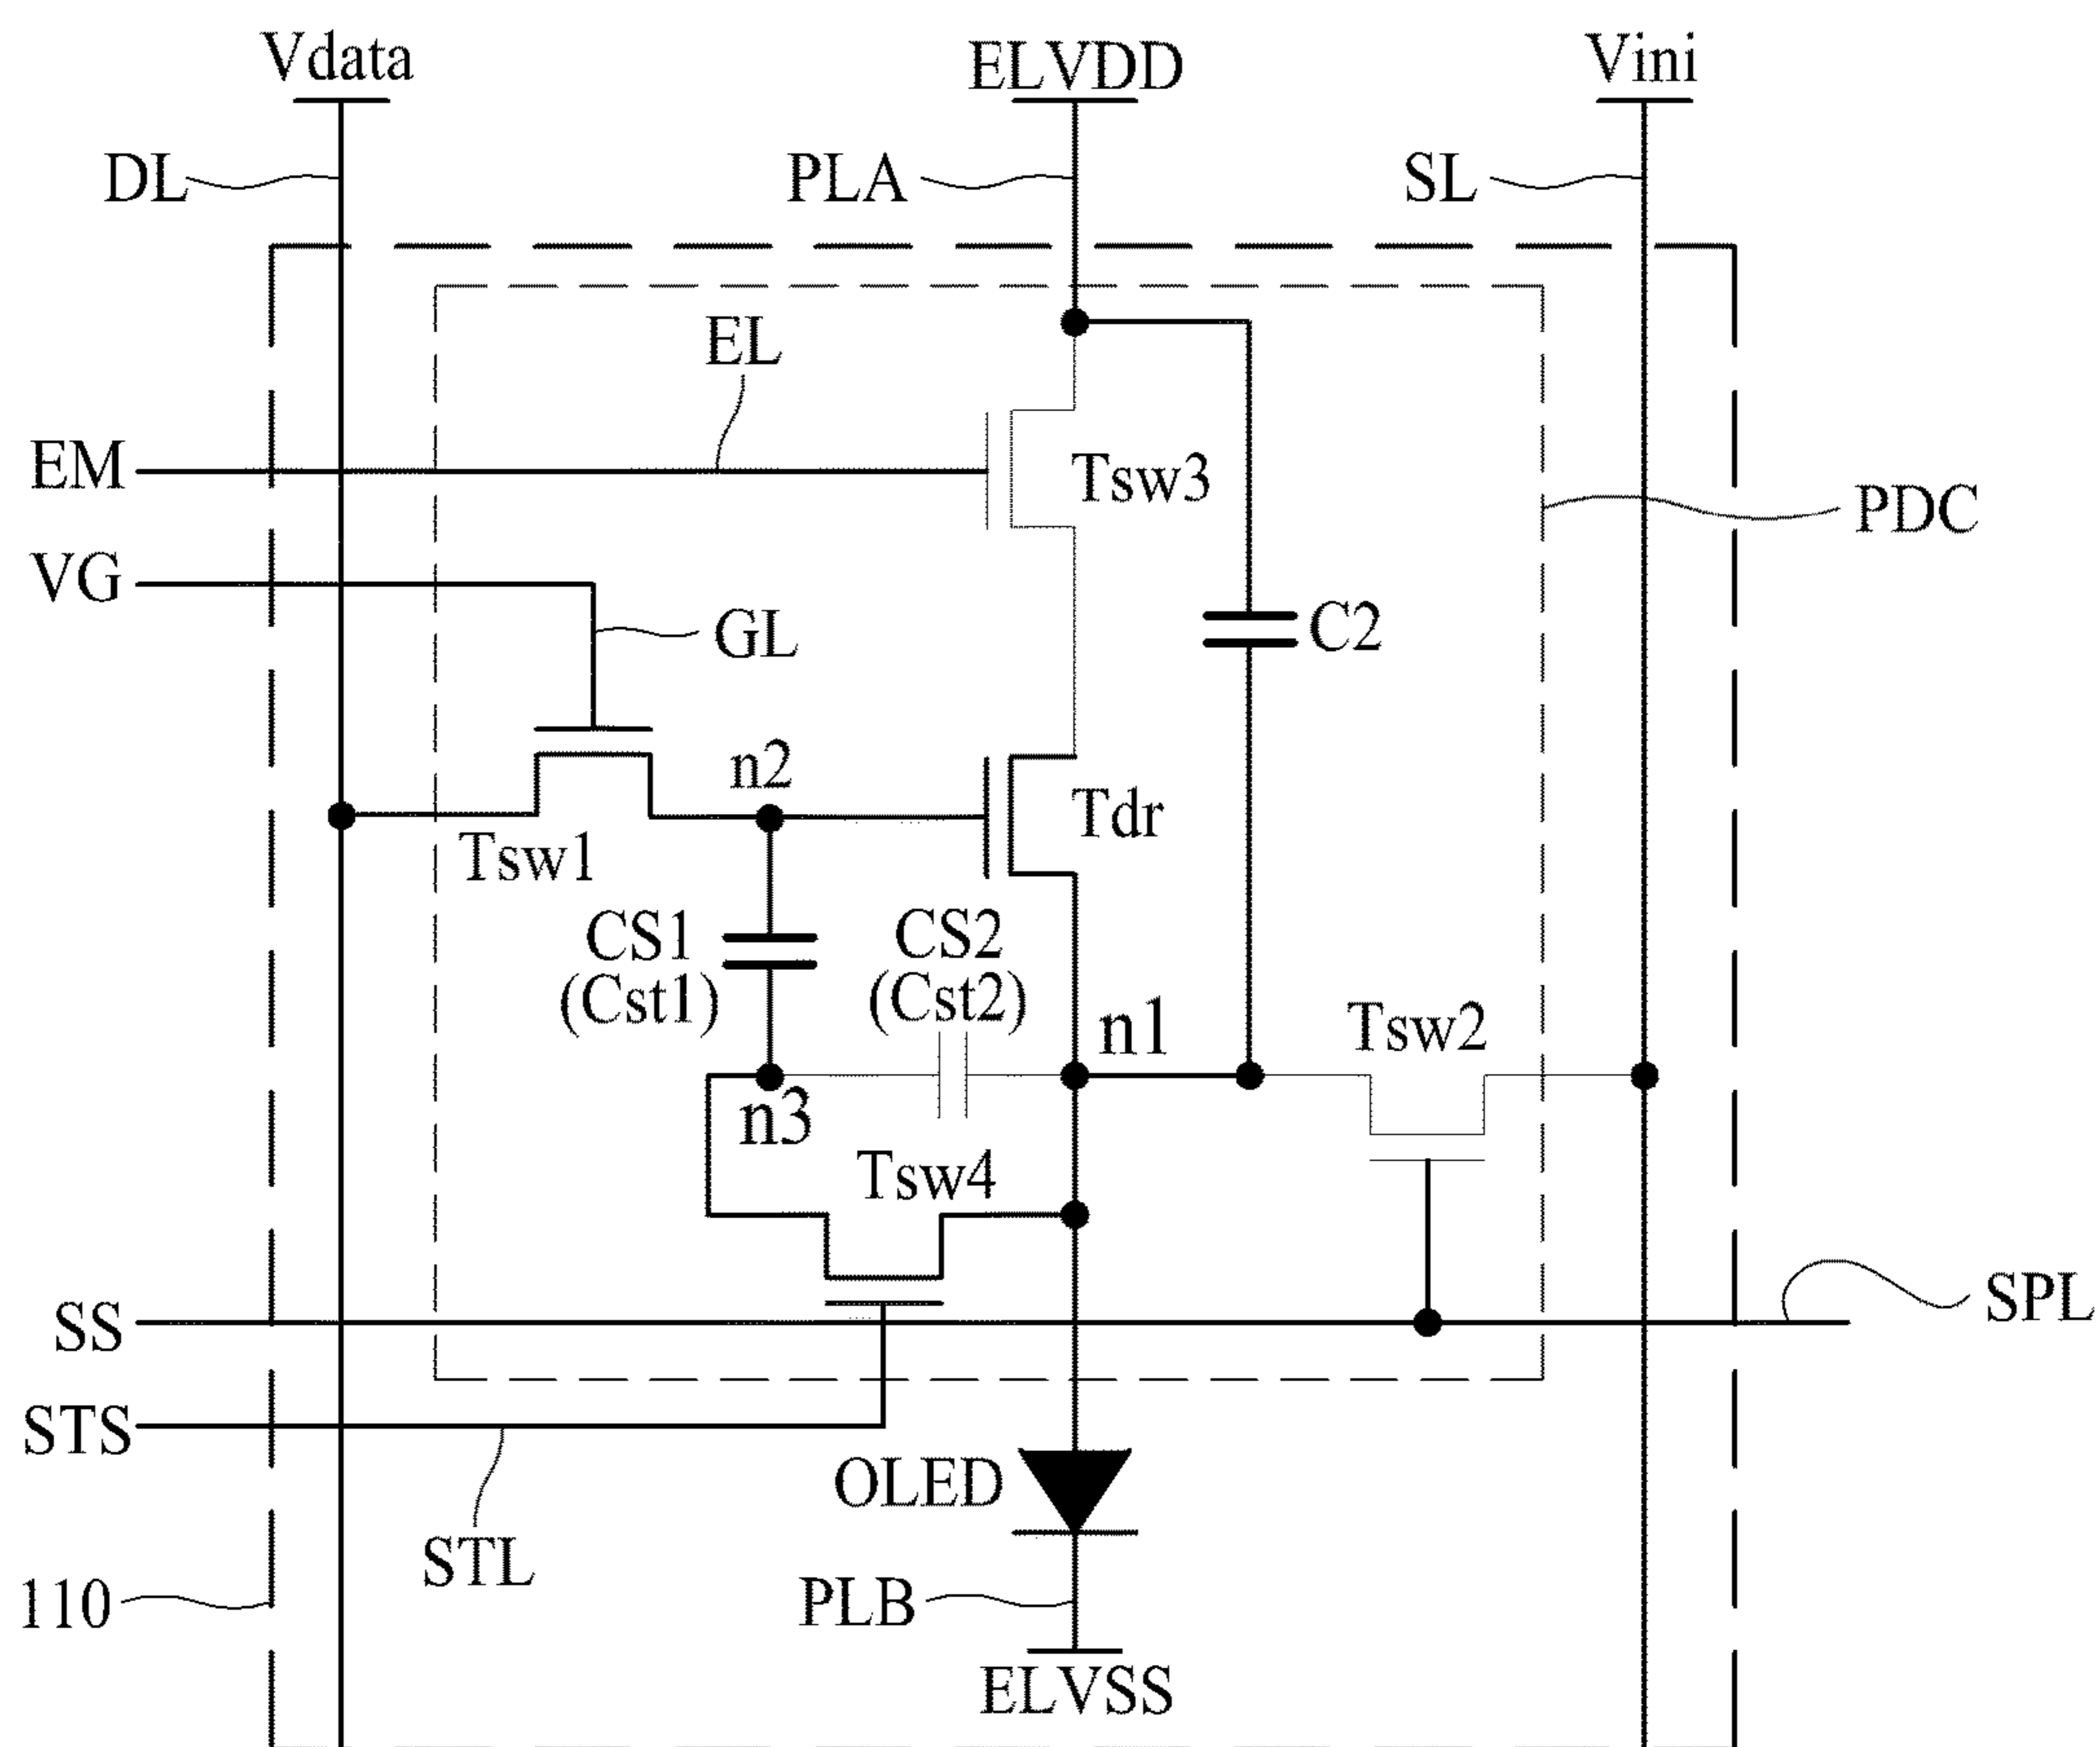 Vdata
ELVDD
Vini
DL
PLA
SL
EL
EM
Tsw3
PDC
VG
GL
C2
n2
Tdr
Tsw1
CS1
(Cst1)
CS2
(Cst2)
n1
Tsw2
n3
Tsw4
SS
SPL
STS
OLED
STL
110
PLB
ELVSS